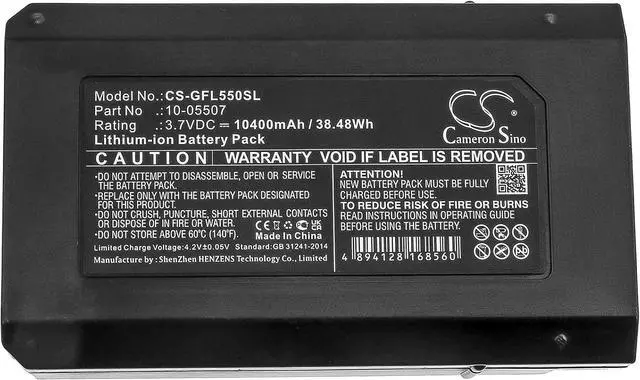 Model No.:CS-GFL550SL
Part No :10-05507
Rating :3.7VDC ⎓ 10400mAh / 38.48Wh
Lithium-ion Battery Pack
CS
Cameron Sino
CAUTION WARRANTY VOID IF LABEL IS REMOVED
•DO NOT ATTEMPT TO DISASSEMBLE, OPEN OR SERVICE
THE BATTERY PACK.
•REPLACE ONLY WITH THE BATTERY PACK DESIGNATED
FOR THIS PRODUCT.
•DO NOT CRUSH, PUNCTURE, SHORT EXTERNAL CONTACTS
OR DISPOSE OF IN FIRE OR WATER.
•DO NOT STORE ABOVE 60°C (140°F).
Made In China
Limited Charge Voltage:4.2V±0.05V Standard:GB 31241-2014
Manufacture by : ShenZhen HENZENS Technology Co., Limited
ATTENTION:
NEW BATTERY PACK MUST BE FULLY
CHARGED BEFORE USE.
TO REDUCE RISK OF FIRE OR BURNS
READ INSTRUCTIONS IN OPERATORS MANUAL
BEFORE USING THIS BATTERY.
4 894128 168560